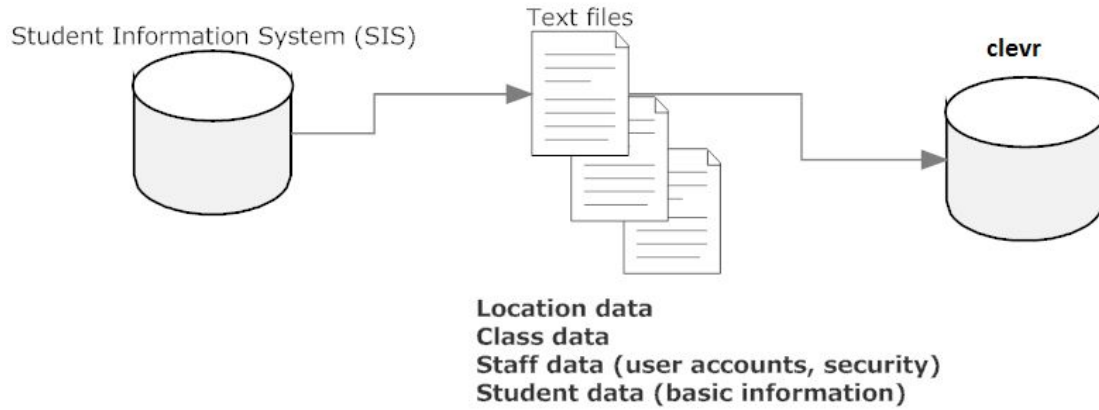 Text files
Student Information System (SIS)
clevr
Location data
Class data
Staff data (user accounts, security)
Student data (basic information)